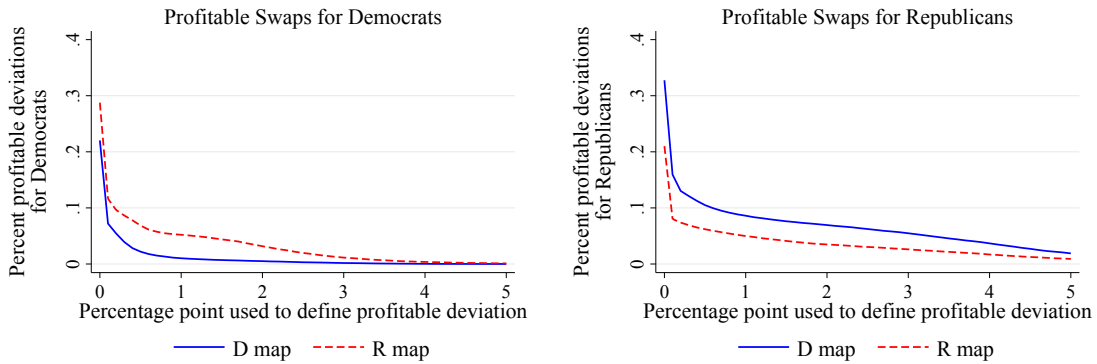 Profitable Swaps for Democrats
Percent profitable deviations
for Democrats
.4
.3
.2
.1
0
0 1 2 3 4 5
Percentage point used to define profitable deviation
D map R map
Profitable Swaps for Republicans
Percent profitable deviations
for Republicans
.4
.3
.2
.1
0
0 1 2 3 4 5
Percentage point used to define profitable deviation
D map R map